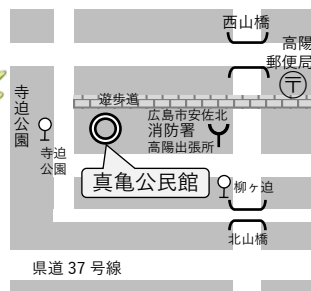 西山橋
高陽
郵便局
〒
遊歩道
寺迫公園
寺迫
公園
広島市安佐北
消防署
高陽出張所
真亀公民館
柳ヶ迫
北山橋
県道 37 号線